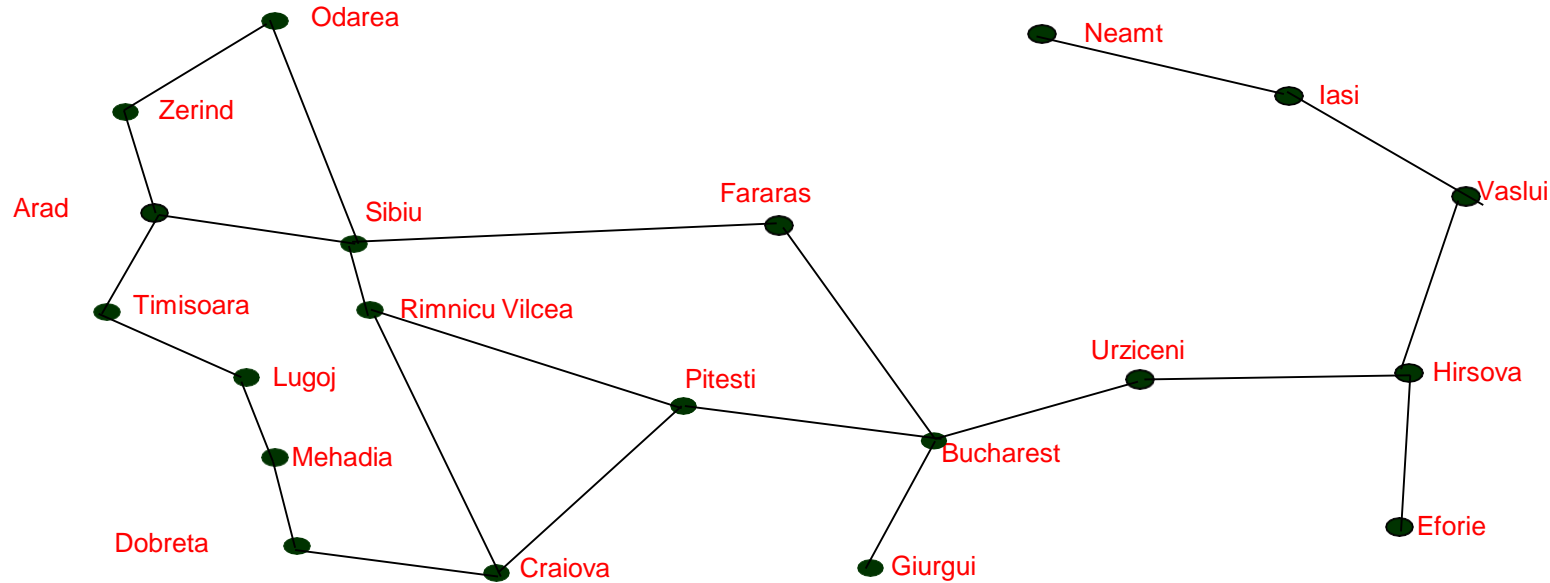 Odarea
Neamt
Iasi
Zerind
Vaslui
Fararas
Arad
Sibiu
Timisoara
Rimnicu Vilcea
Urziceni
Hirsova
Lugoj
Pitesti
Mehadia
Bucharest
Eforie
Dobreta
Craiova
Giurgui